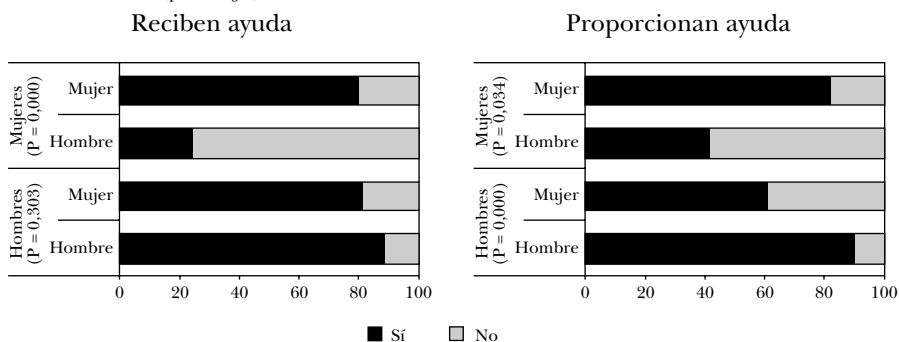 Reciben ayuda
Mujeres
(P = 0,000)
Mujer
Hombre
Hombres
(P = 0,303)
Mujer
Hombre
0 20 40 60 80 100
Proporcionan ayuda
Mujeres
(P = 0,034)
Mujer
Hombre
Hombres
(P = 0,000)
Mujer
Hombre
0 20 40 60 80 100
Sí No